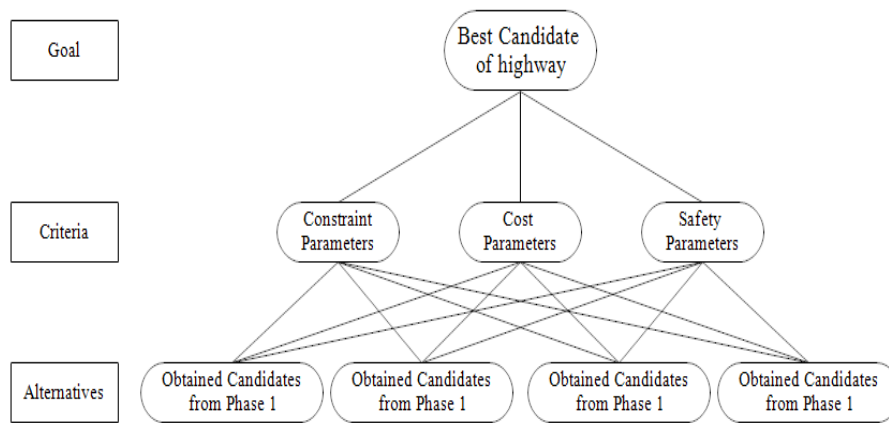 Goal
Best Candidate
of highway
Criteria
Constraint
Parameters
Cost
Parameters
Safety
Parameters
Alternatives
Obtained Candidates
from Phase 1
Obtained Candidates
from Phase 1
Obtained Candidates
from Phase 1
Obtained Candidates
from Phase 1